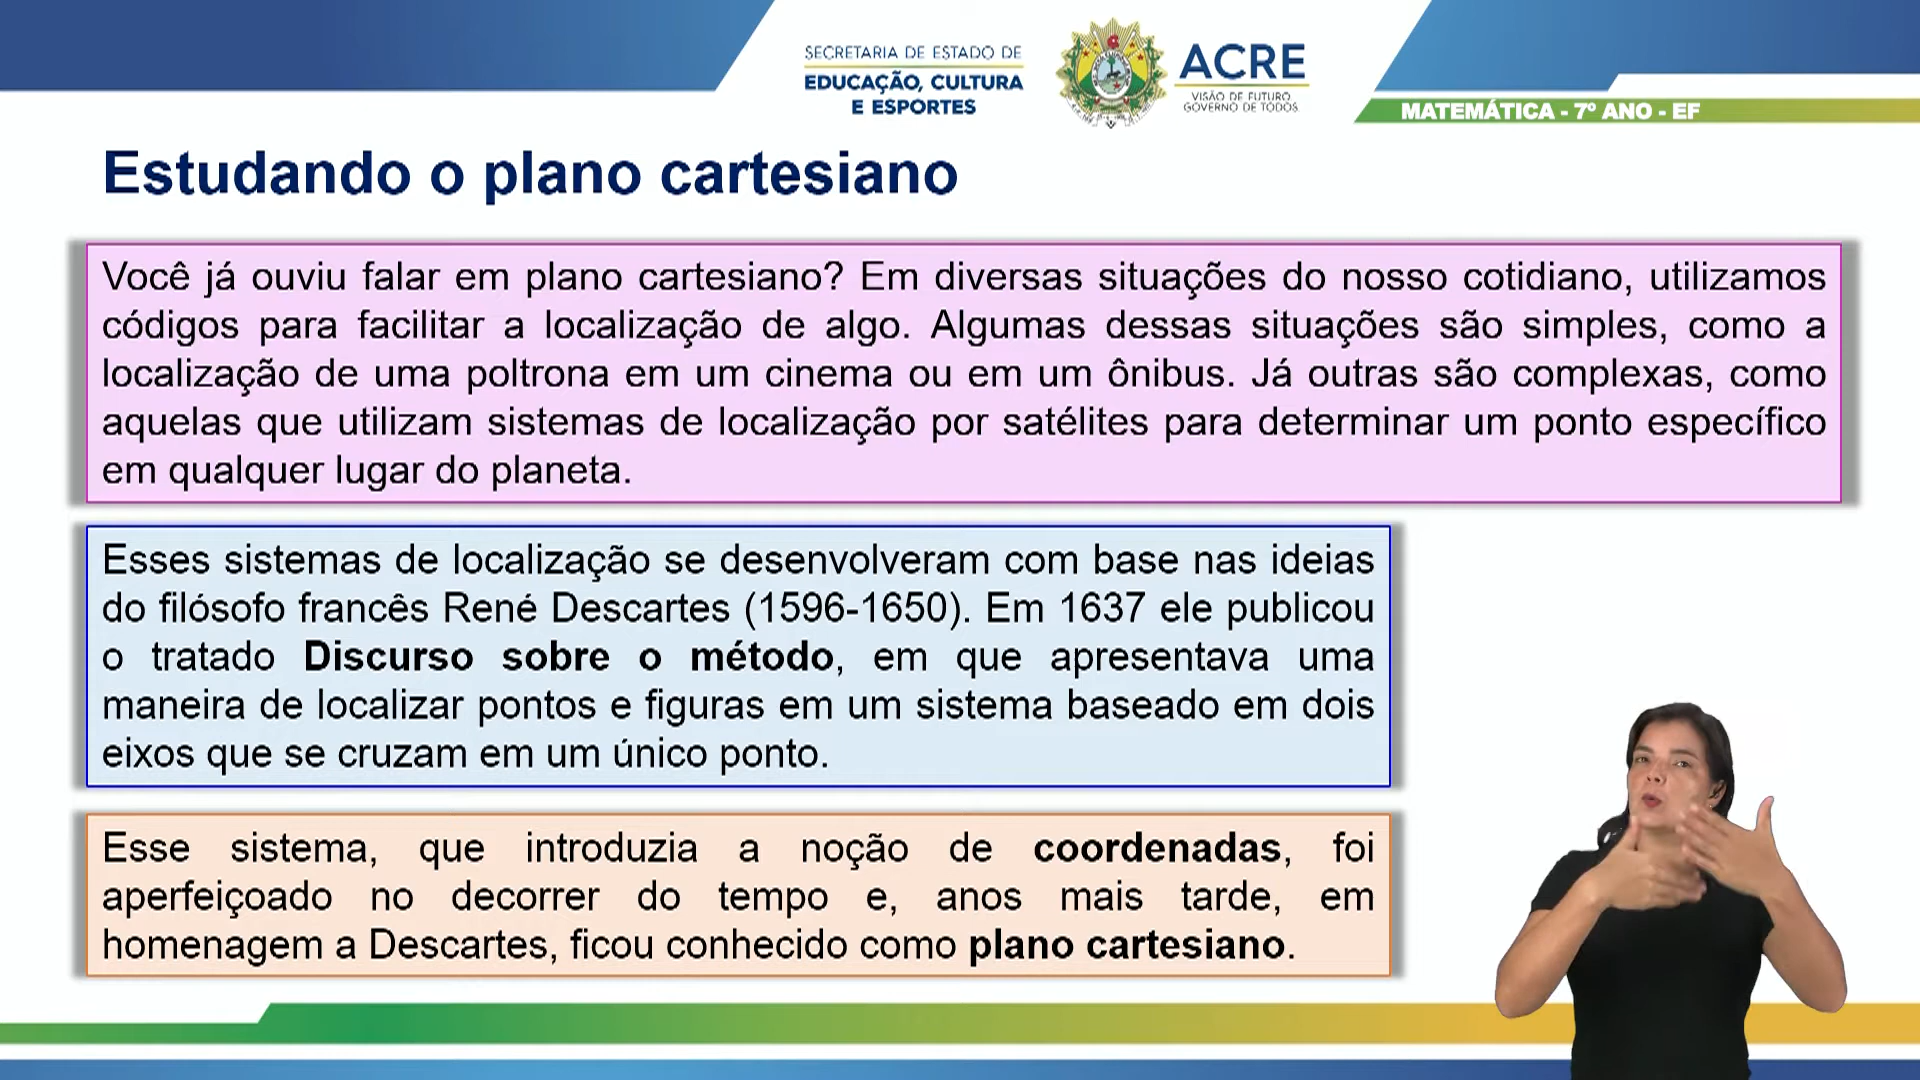 SECRETARIA DE ESTADO DE
EDUCAÇÃO, CULTURA
E ESPORTES
ACRE
VISÃO DE FUTURO
GOVERNO DE TODOS
MATEMÁTICA - 7º ANO - EF
Estudando o plano cartesiano
Você já ouviu falar em plano cartesiano? Em diversas situações do nosso cotidiano, utilizamos
códigos para facilitar a localização de algo. Algumas dessas situações são simples, como a
localização de uma poltrona em um cinema ou em um ônibus. Já outras são complexas, como
aquelas que utilizam sistemas de localização por satélites para determinar um ponto específico
em qualquer lugar do planeta.
Esses sistemas de localização se desenvolveram com base nas ideias
do filósofo francês René Descartes (1596-1650). Em 1637 ele publicou
o tratado Discurso sobre o método, em que apresentava uma
maneira de localizar pontos e figuras em um sistema baseado em dois
eixos que se cruzam em um único ponto.
Esse sistema, que introduzia a noção de coordenadas, foi
aperfeiçoado no decorrer do tempo e, anos mais tarde, em
homenagem a Descartes, ficou conhecido como plano cartesiano.